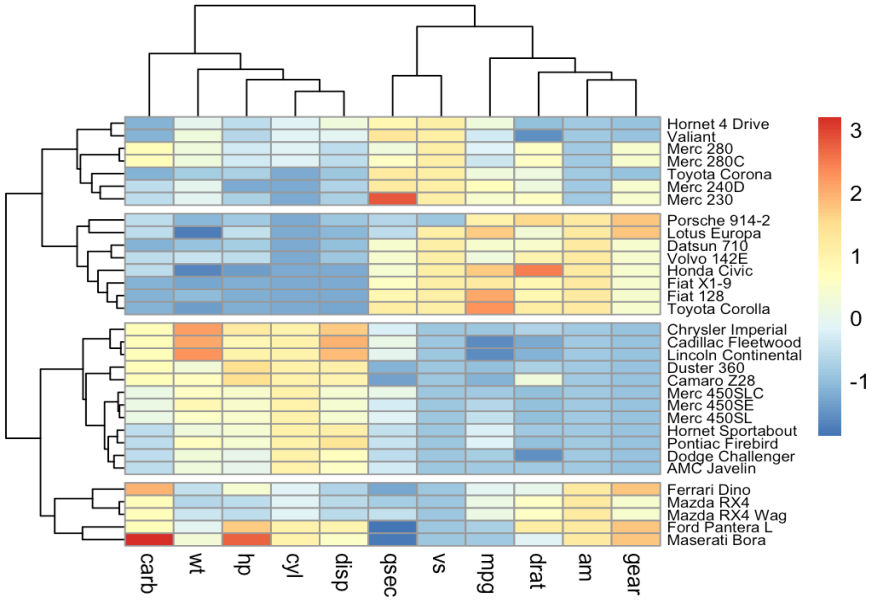 Hornet 4 Drive
Valiant
Merc 280
Merc 280C
Toyota Corona
Merc 240D
Merc 230
Porsche 914-2
Lotus Europa
Datsun 710
Volvo 142E
Honda Civic
Fiat X1-9
Fiat 128
Toyota Corolla
Chrysler Imperial
Cadillac Fleetwood
Lincoln Continental
Duster 360
Camaro Z28
Merc 450SLC
Merc 450SE
Merc 450SL
Hornet Sportabout
Pontiac Firebird
Dodge Challenger
AMC Javelin
Ferrari Dino
Mazda RX4
Mazda RX4 Wag
Ford Pantera L
Maserati Bora
carb wt hp cyl disp qsec vs mpg drat am gear
3
2
1
0
-1